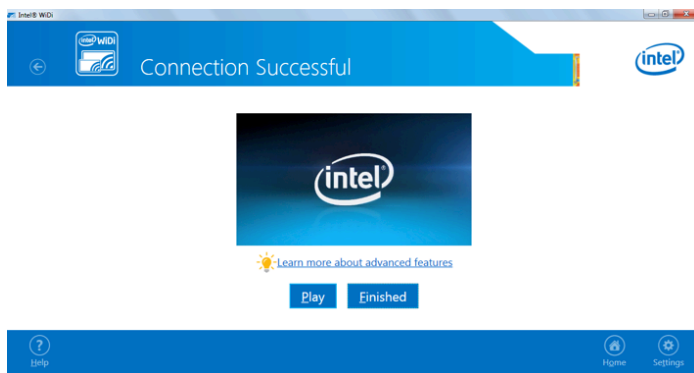 Intel® WiDi
intel WiDi
Connection Successful
intel
intel
Learn more about advanced features
Play Finished
Help Home Settings